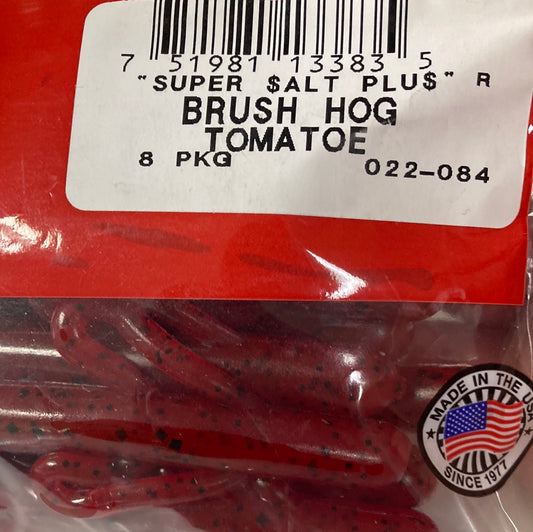 7 51981 13383 5
"SUPER $ALT PLU$" R
BRUSH HOG
TOMATOE
8 PKG 022-084
MADE IN THE USA
SINCE 1977